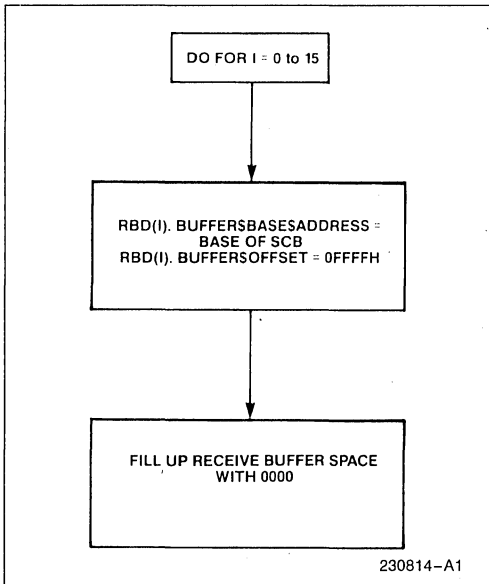 DO FOR I = 0 to 15
RBD(I). BUFFER$BASE$ADDRESS =
BASE OF SCB
RBD(I). BUFFER$OFFSET = 0FFFFH
FILL UP RECEIVE BUFFER SPACE
WITH 0000
230814–A1